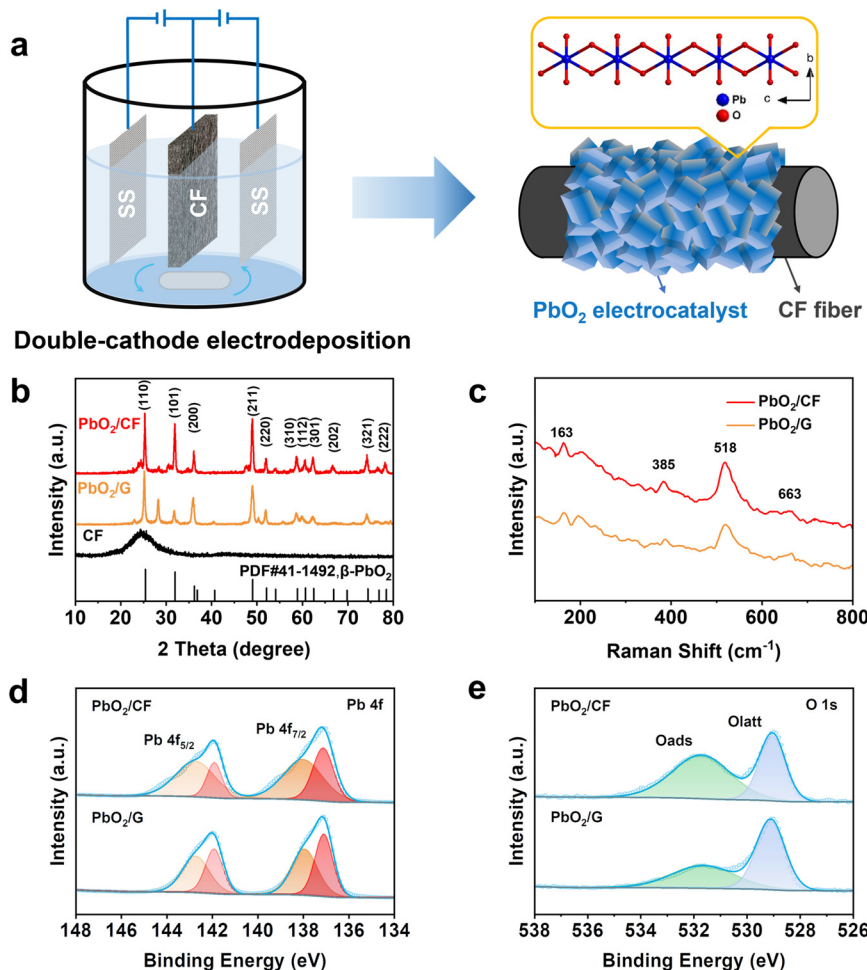 a
SS
CF
SS
Double-cathode electrodeposition
b
c
Pb
O
PbO₂ electrocatalyst
CF fiber
b
Intensity (a.u.)
PbO₂/CF
(110)
(101)
(200)
(211)
(220)
(310)
(112)
(301)
(202)
(321)
(222)
PbO₂/G
CF
PDF#41-1492,β-PbO₂
10 20 30 40 50 60 70 80
2 Theta (degree)
c
Intensity (a.u.)
PbO₂/CF
PbO₂/G
163
385
518
663
200 400 600 800
Raman Shift (cm⁻¹)
d
Intensity (a.u.)
PbO₂/CF
Pb 4f
Pb 4f₅/₂
Pb 4f₇/₂
PbO₂/G
148 146 144 142 140 138 136 134
Binding Energy (eV)
e
Intensity (a.u.)
PbO₂/CF
O 1s
Oads
Olatt
PbO₂/G
538 536 534 532 530 528 526
Binding Energy (eV)